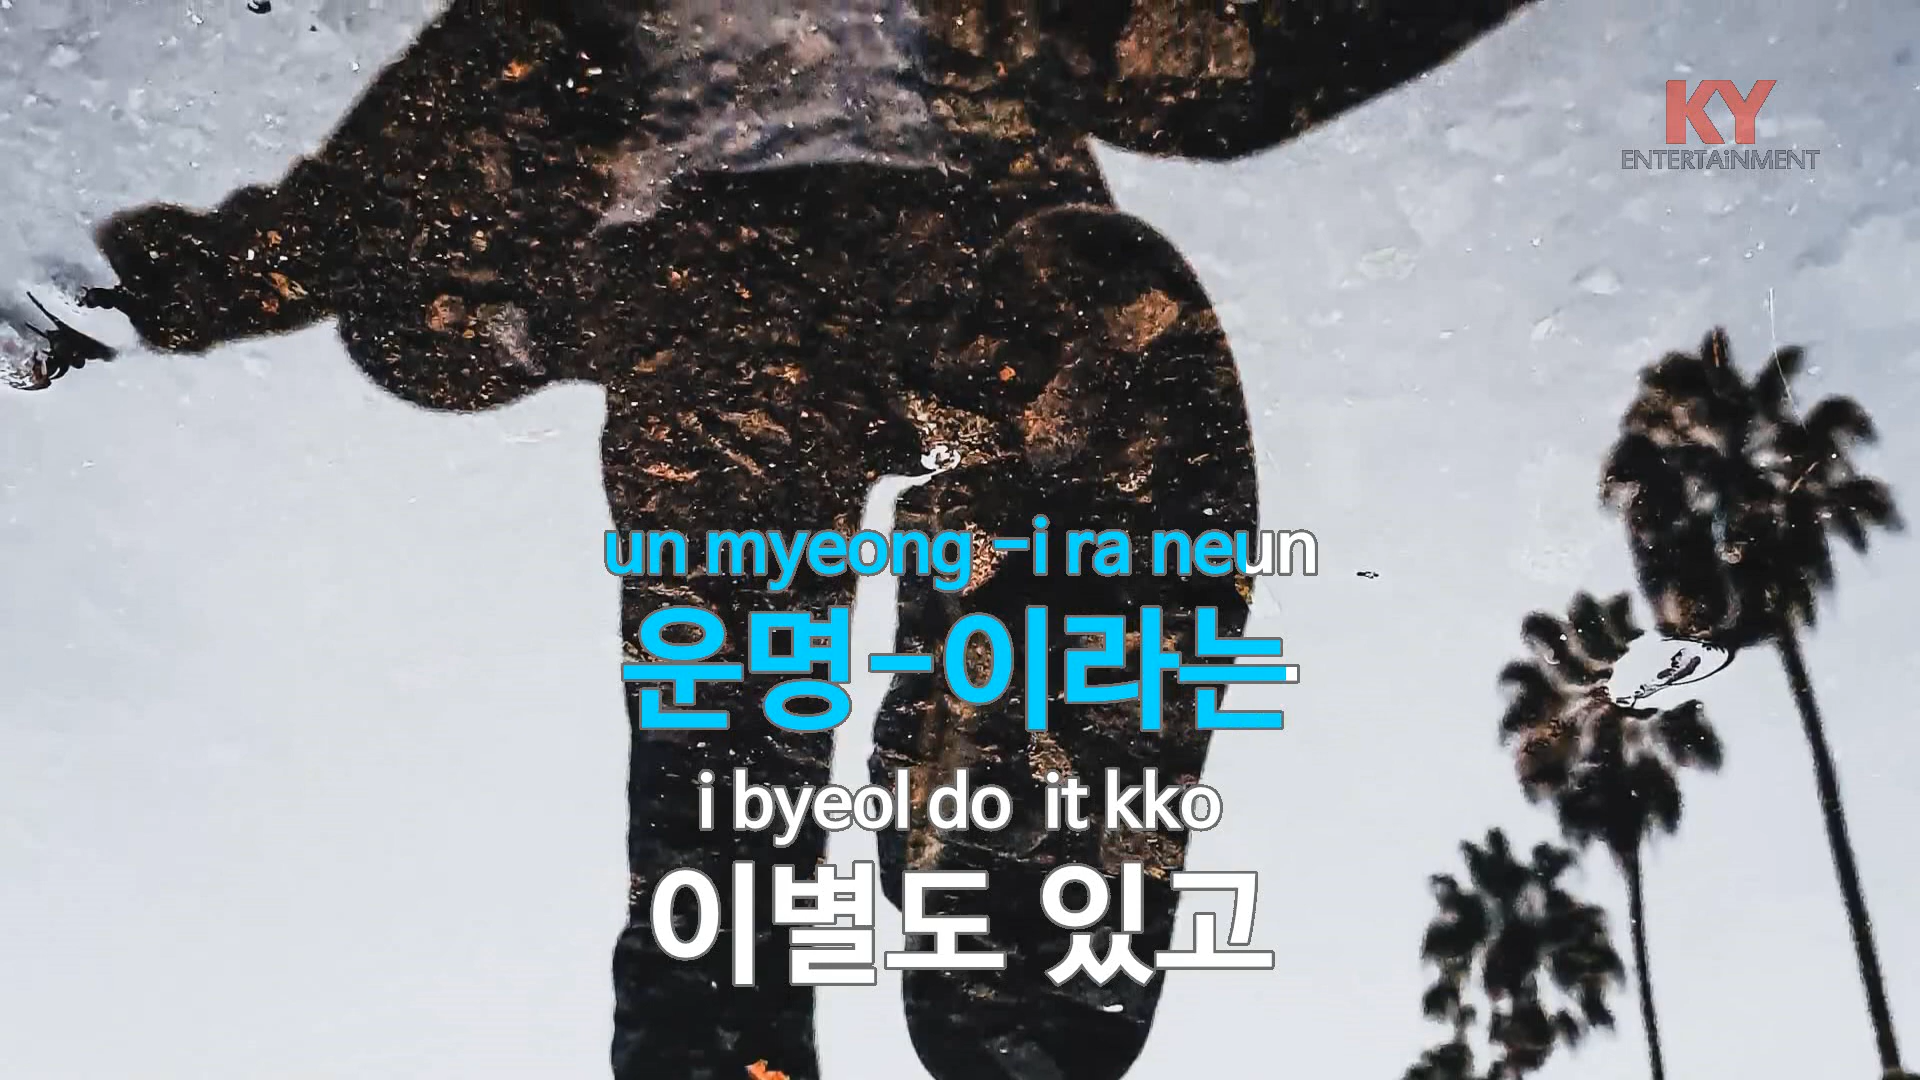 KY
ENTERTAiNMENT
un myeong -i ra neun
운명-이라는
i byeol do it kko
이별도 있고